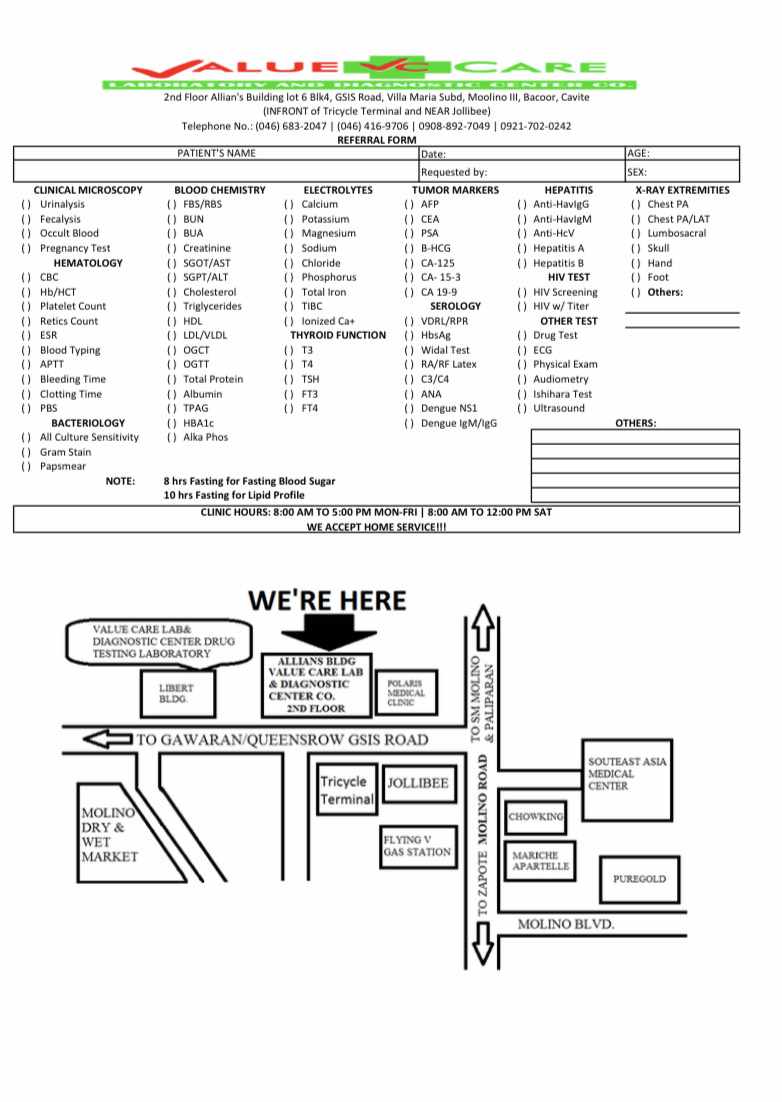 VALUE VC CARE
LABORATORY AND DIAGNOSTIC CENTER CO.
2nd Floor Allian's Building lot 6 Blk4, GSIS Road, Villa Maria Subd, Moolino III, Bacoor, Cavite
(INFRONT of Tricycle Terminal and NEAR Jollibee)
Telephone No.: (046) 683-2047 | (046) 416-9706 | 0908-892-7049 | 0921-702-0242
REFERRAL FORM
PATIENT'S NAME
Date:
AGE:
Requested by:
SEX:
CLINICAL MICROSCOPY
( ) Urinalysis
( ) Fecalysis
( ) Occult Blood
( ) Pregnancy Test
HEMATOLOGY
( ) CBC
( ) Hb/HCT
( ) Platelet Count
( ) Retics Count
( ) ESR
( ) Blood Typing
( ) APTT
( ) Bleeding Time
( ) Clotting Time
( ) PBS
BACTERIOLOGY
( ) All Culture Sensitivity
( ) Gram Stain
( ) Papsmear
BLOOD CHEMISTRY
( ) FBS/RBS
( ) BUN
( ) BUA
( ) Creatinine
( ) SGOT/AST
( ) SGPT/ALT
( ) Cholesterol
( ) Triglycerides
( ) HDL
( ) LDL/VLDL
( ) OGCT
( ) OGTT
( ) Total Protein
( ) Albumin
( ) TPAG
( ) HBA1c
( ) Alka Phos
ELECTROLYTES
( ) Calcium
( ) Potassium
( ) Magnesium
( ) Sodium
( ) Chloride
( ) Phosphorus
( ) Total Iron
( ) TIBC
( ) Ionized Ca+
THYROID FUNCTION
( ) T3
( ) T4
( ) TSH
( ) FT3
( ) FT4
TUMOR MARKERS
( ) AFP
( ) CEA
( ) PSA
( ) B-HCG
( ) CA-125
( ) CA- 15-3
( ) CA 19-9
SEROLOGY
( ) VDRL/RPR
( ) HbsAg
( ) Widal Test
( ) RA/RF Latex
( ) C3/C4
( ) ANA
( ) Dengue NS1
( ) Dengue IgM/IgG
HEPATITIS
( ) Anti-HavIgG
( ) Anti-HavIgM
( ) Anti-HcV
( ) Hepatitis A
( ) Hepatitis B
HIV TEST
( ) HIV Screening
( ) HIV w/ Titer
OTHER TEST
( ) Drug Test
( ) ECG
( ) Physical Exam
( ) Audiometry
( ) Ishihara Test
( ) Ultrasound
X-RAY EXTREMITIES
( ) Chest PA
( ) Chest PA/LAT
( ) Lumbosacral
( ) Skull
( ) Hand
( ) Foot
( ) Others:
OTHERS:
NOTE: 8 hrs Fasting for Fasting Blood Sugar
10 hrs Fasting for Lipid Profile
CLINIC HOURS: 8:00 AM TO 5:00 PM MON-FRI | 8:00 AM TO 12:00 PM SAT
WE ACCEPT HOME SERVICE!!!
WE'RE HERE
VALUE CARE LAB&
DIAGNOSTIC CENTER DRUG
TESTING LABORATORY
LIBERT
BLDG.
ALLIANS BLDG
VALUE CARE LAB
& DIAGNOSTIC
CENTER CO.
2ND FLOOR
POLARIS
MEDICAL
CLINIC
TO SM MOLINO
& PALIPARAN
TO GAWARAN/QUEENSROW GSIS ROAD
MOLINO
DRY &
WET
MARKET
Tricycle
Terminal
JOLLIBEE
FLYING V
GAS STATION
TO ZAPOTE MOLINO ROAD
SOUTEAST ASIA
MEDICAL
CENTER
CHOWKING
MARICHE
APARTELLE
PUREGOLD
MOLINO BLVD.